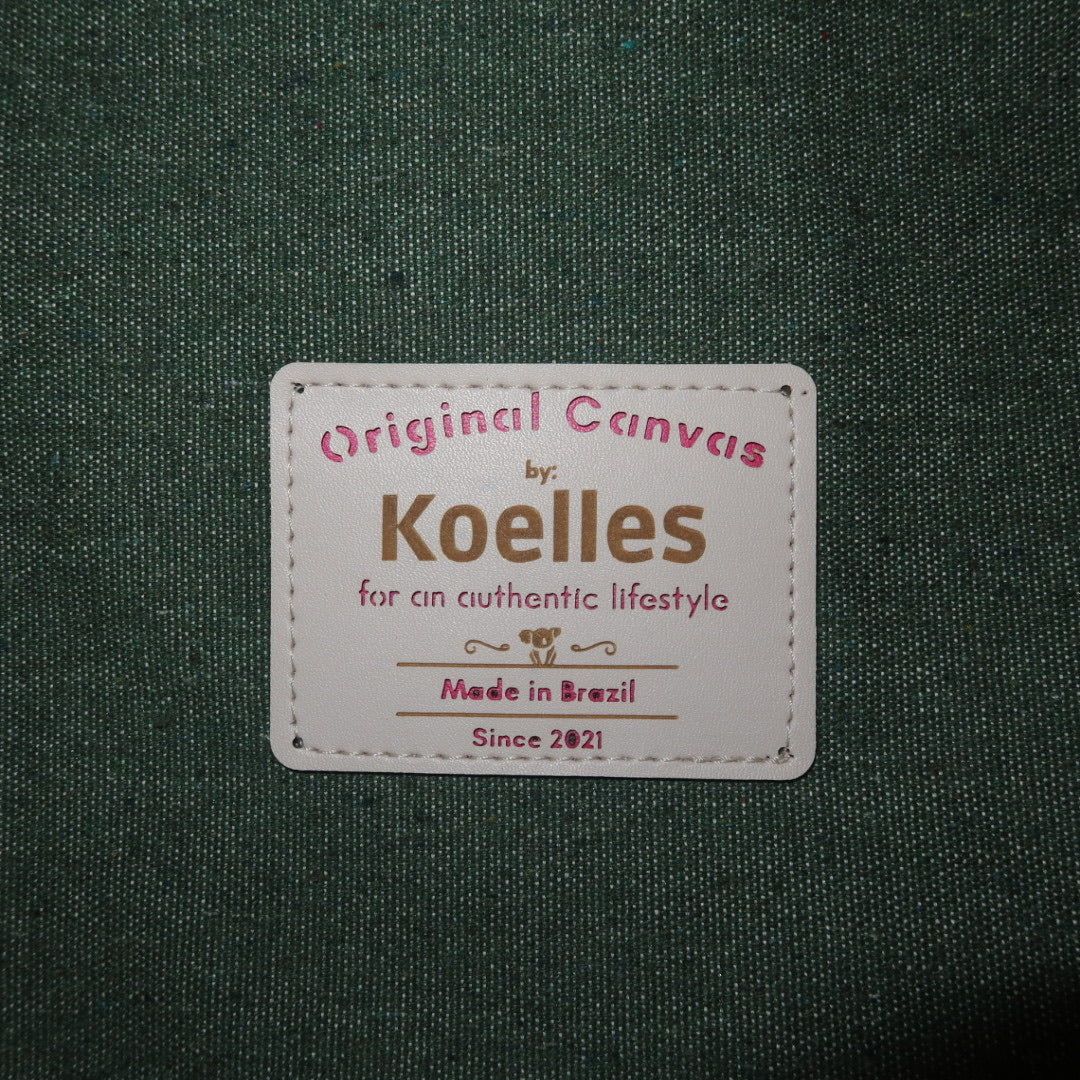 Original Canvas
by:
Koelles
for an authentic lifestyle
Made in Brazil
Since 2021